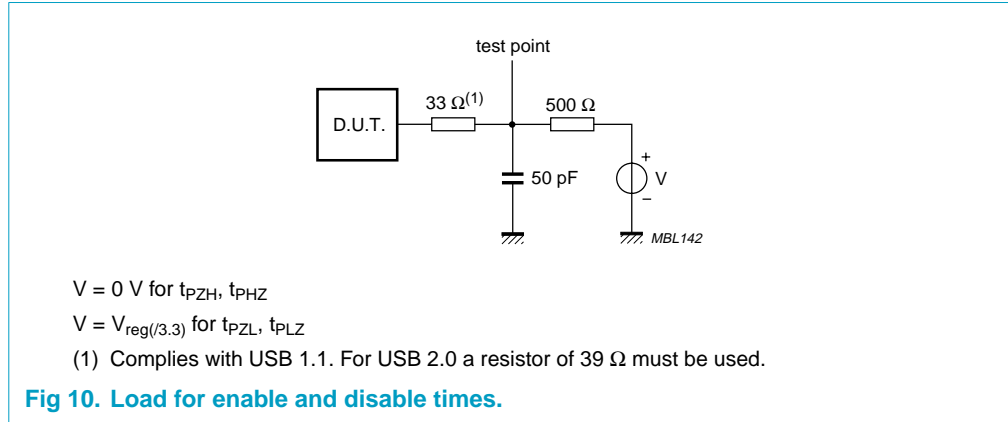 test point
33 Ω(1)
500 Ω
D.U.T.
+
50 pF
V
−
MBL142
V = 0 V for tPZH, tPHZ
V = Vreg(/3.3) for tPZL, tPLZ
(1) Complies with USB 1.1. For USB 2.0 a resistor of 39 Ω must be used.
Fig 10. Load for enable and disable times.